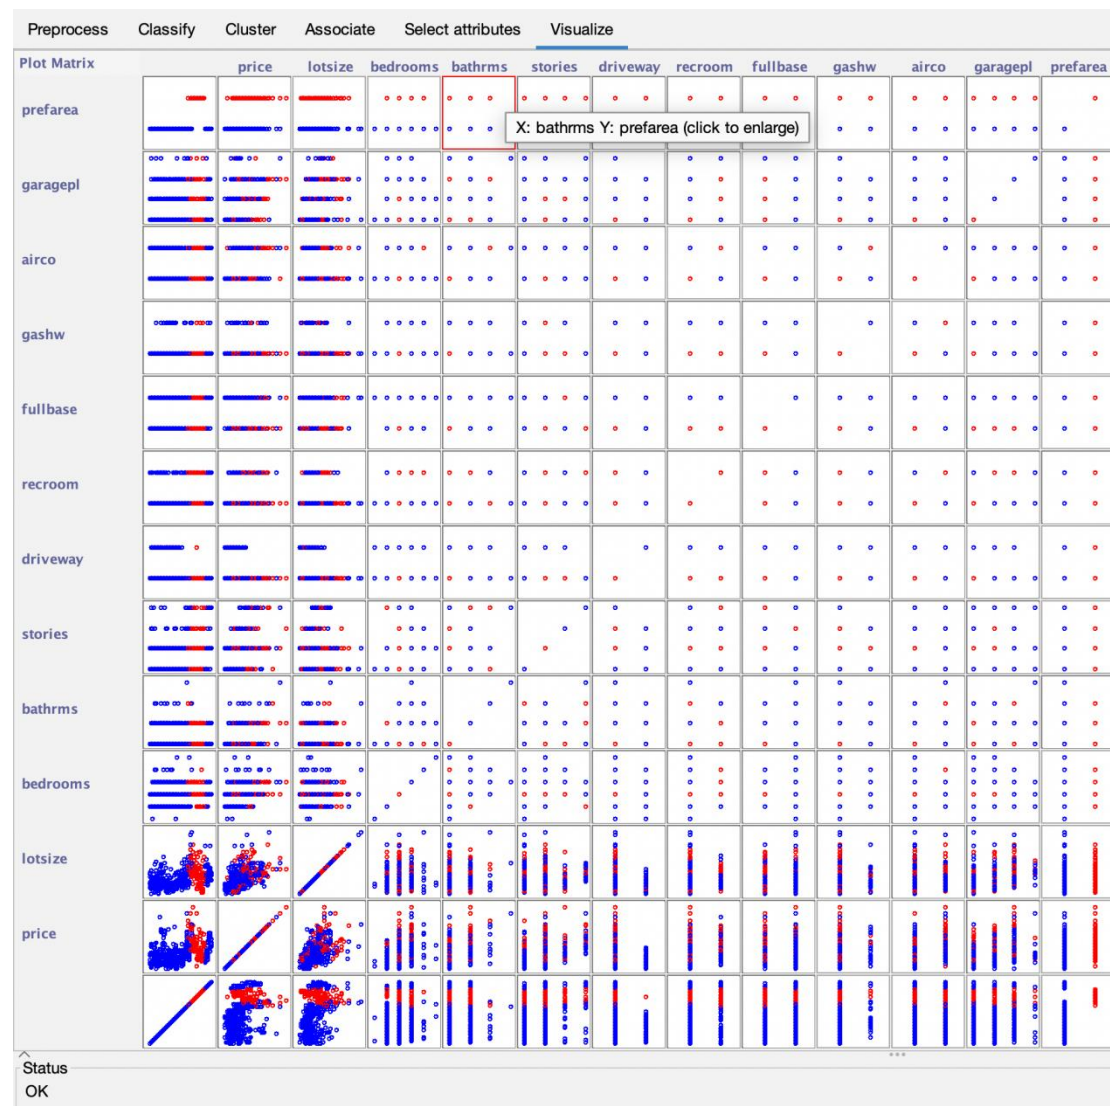 Preprocess Classify Cluster Associate Select attributes Visualize
Plot Matrix price lotsize bedrooms bathrms stories driveway recroom fullbase gashw airco garagepl prefarea
prefarea
X: bathrms Y: prefarea (click to enlarge)
garagepl
airco
gashw
fullbase
recroom
driveway
stories
bathrms
bedrooms
lotsize
price
Status
OK